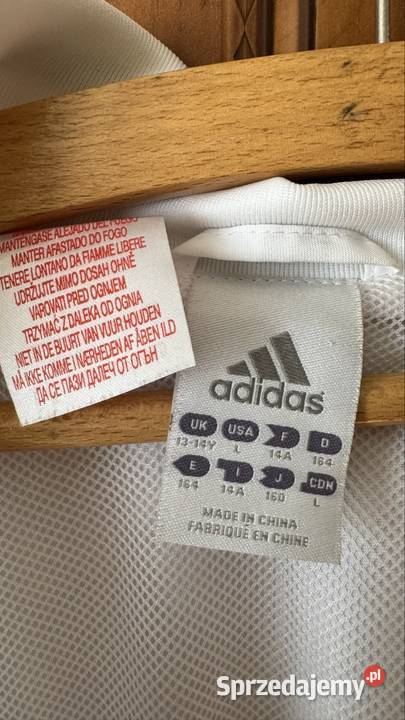 MANTÉNGASE ALEJADO DEL FUEGO
MANTER AFASTADO DO FOGO
TENERE LONTANO DA FIAMME LIBERE
UDRŽUJTE MIMO DOSAH OHNĚ
VAROVATI PRED OGNJEM
TRZYMAĆ Z DALEKA OD OGNIA
NIET IN DE BUURT VAN VUUR HOUDEN
MÅ IKKE KOMME I NÆRHEDEN AF ÅBEN ILD
ДА СЕ ПАЗИ ДАЛЕЧ ОТ ОГЪН
adidas
UK USA F D
13-14Y L 14A 164
E I J CDN
164 14A 160 L
MADE IN CHINA
FABRIQUÉ EN CHINE
Sprzedajemy.pl